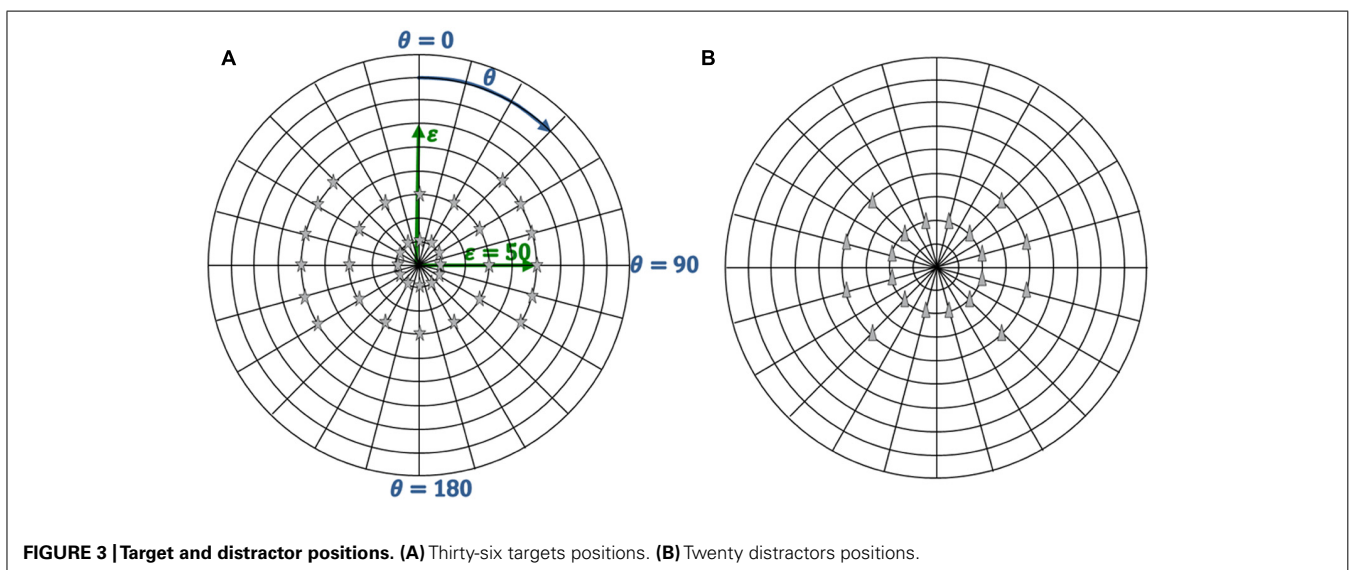 A
θ = 0
B
θ
ε
ε = 50
θ = 90
θ = 180
FIGURE 3 | Target and distractor positions. (A) Thirty-six targets positions. (B) Twenty distractors positions.